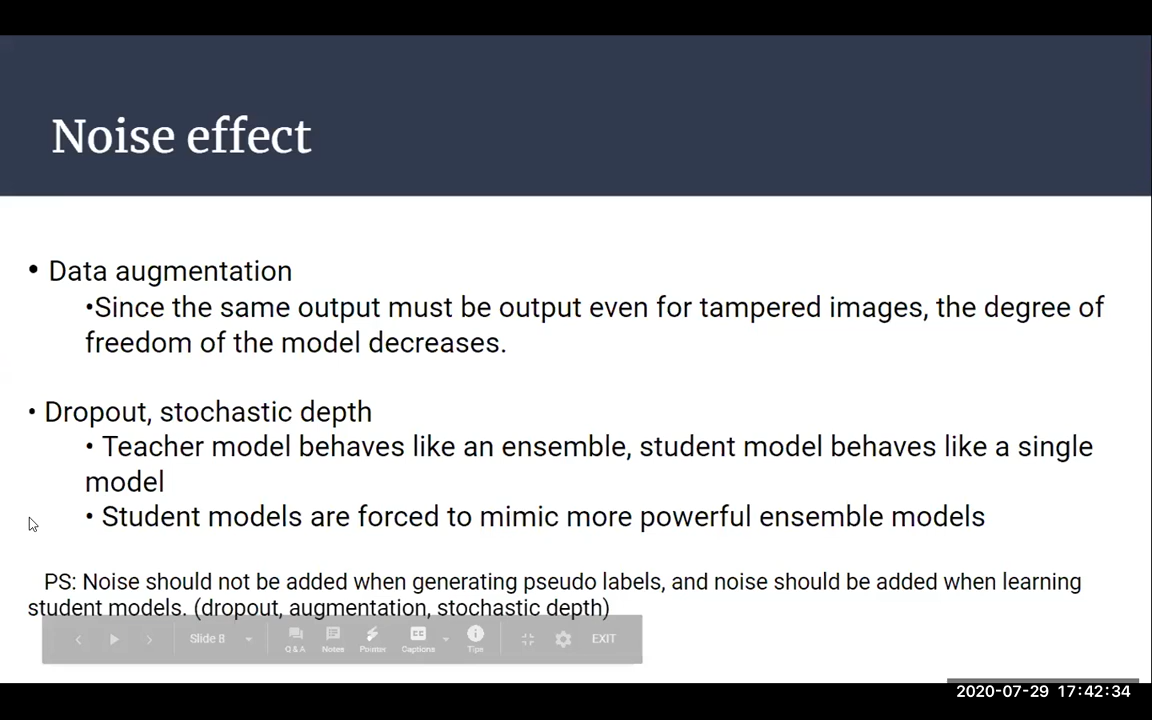 Noise effect
• Data augmentation
•Since the same output must be output even for tampered images, the degree of
freedom of the model decreases.
• Dropout, stochastic depth
• Teacher model behaves like an ensemble, student model behaves like a single
model
• Student models are forced to mimic more powerful ensemble models
PS: Noise should not be added when generating pseudo labels, and noise should be added when learning
student models. (dropout, augmentation, stochastic depth)
Slide 8
Q & A Notes Pointer Captions Tips EXIT
2020-07-29 17:42:34